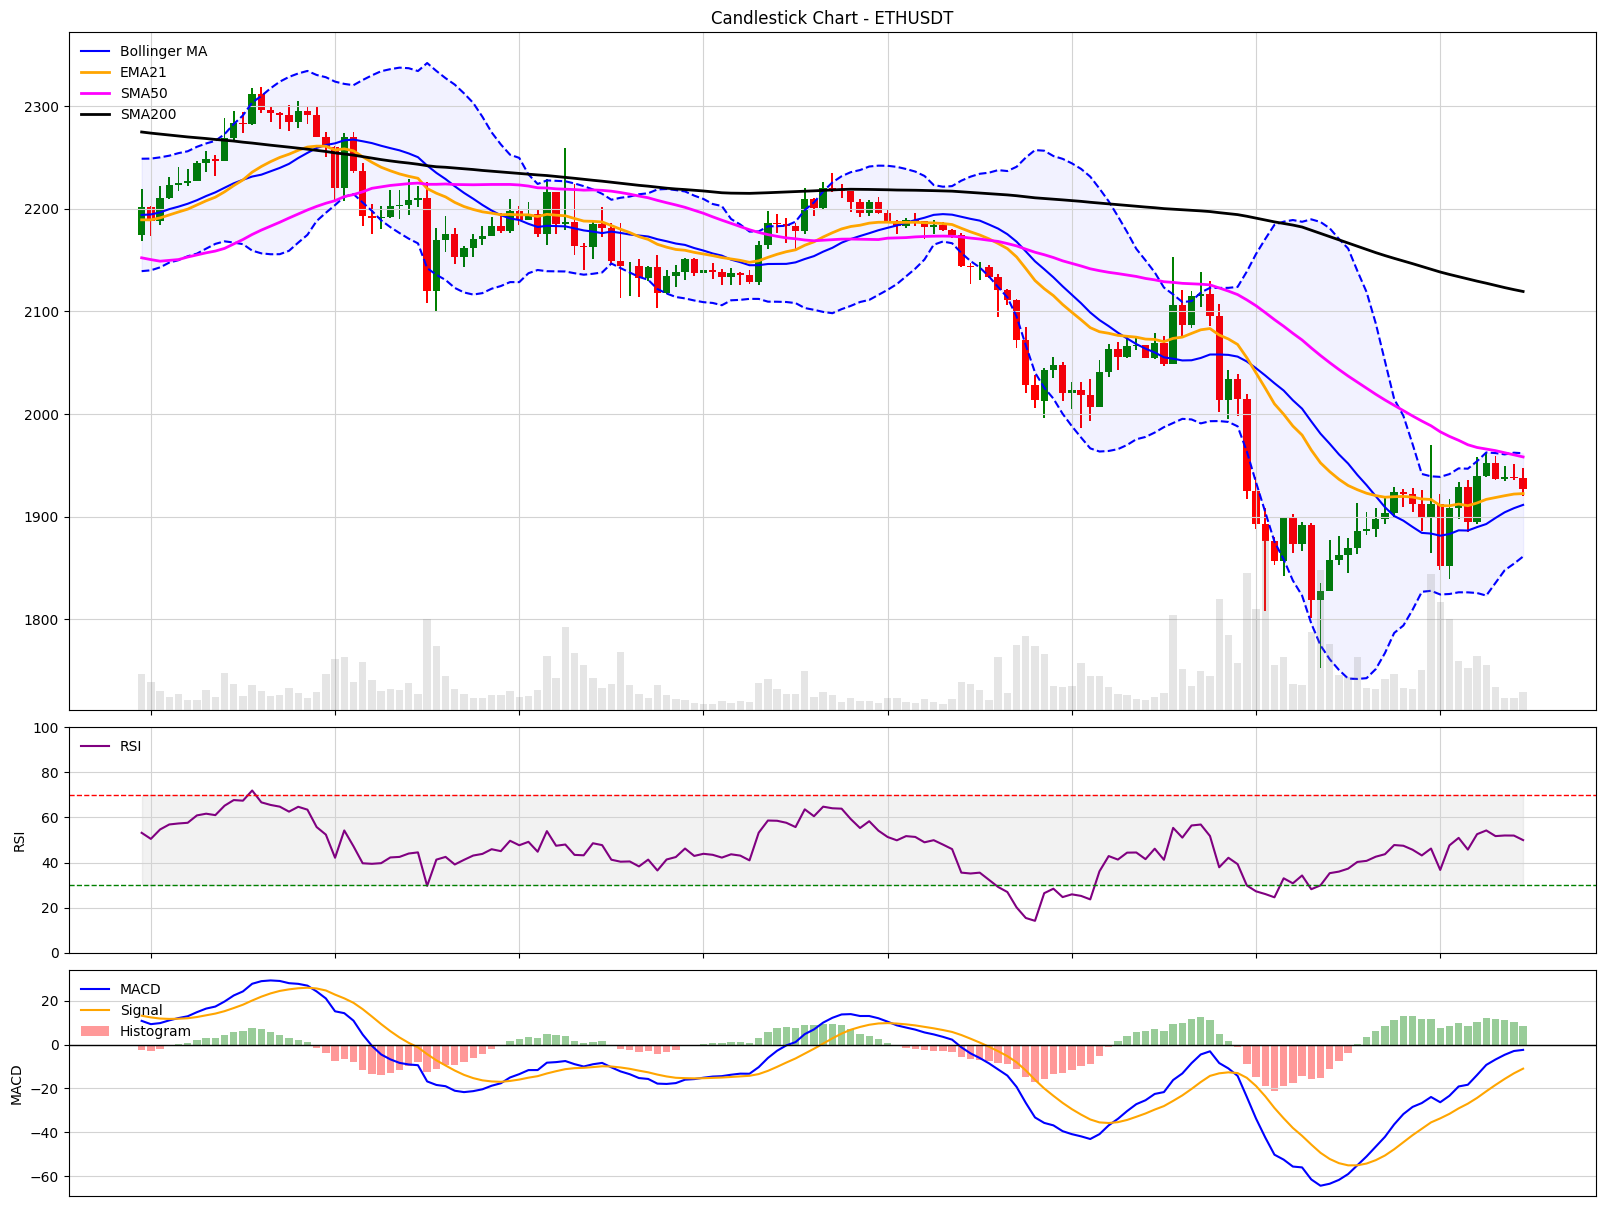 Candlestick Chart - ETHUSDT
Bollinger MA
EMA21
SMA50
SMA200
2300
2200
2100
2000
1900
1800
RSI
100
80
60
40
20
0
RSI
MACD
Signal
Histogram
20
0
−20
−40
−60
MACD